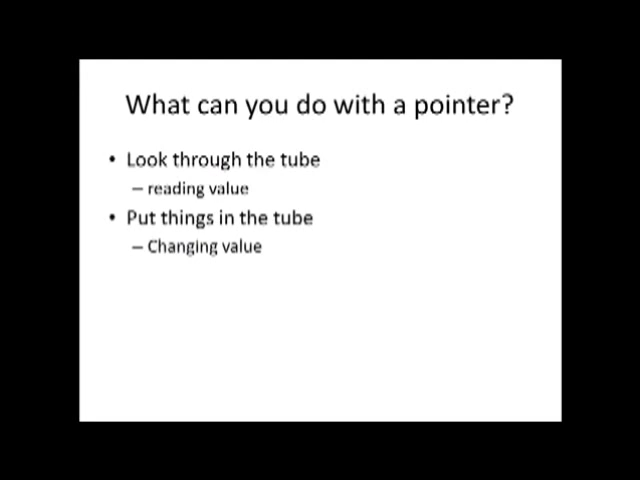 What can you do with a pointer?
• Look through the tube
– reading value
• Put things in the tube
– Changing value